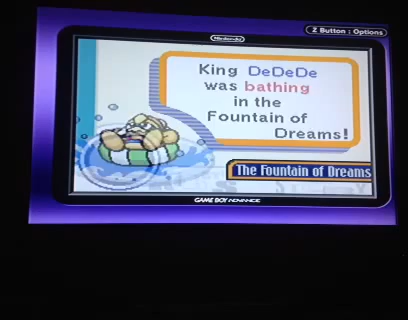 Nintendo
Z Button : Options
King DeDeDe
was bathing
in the
Fountain of
Dreams!
The Fountain of Dreams
GAME BOY ADVANCE